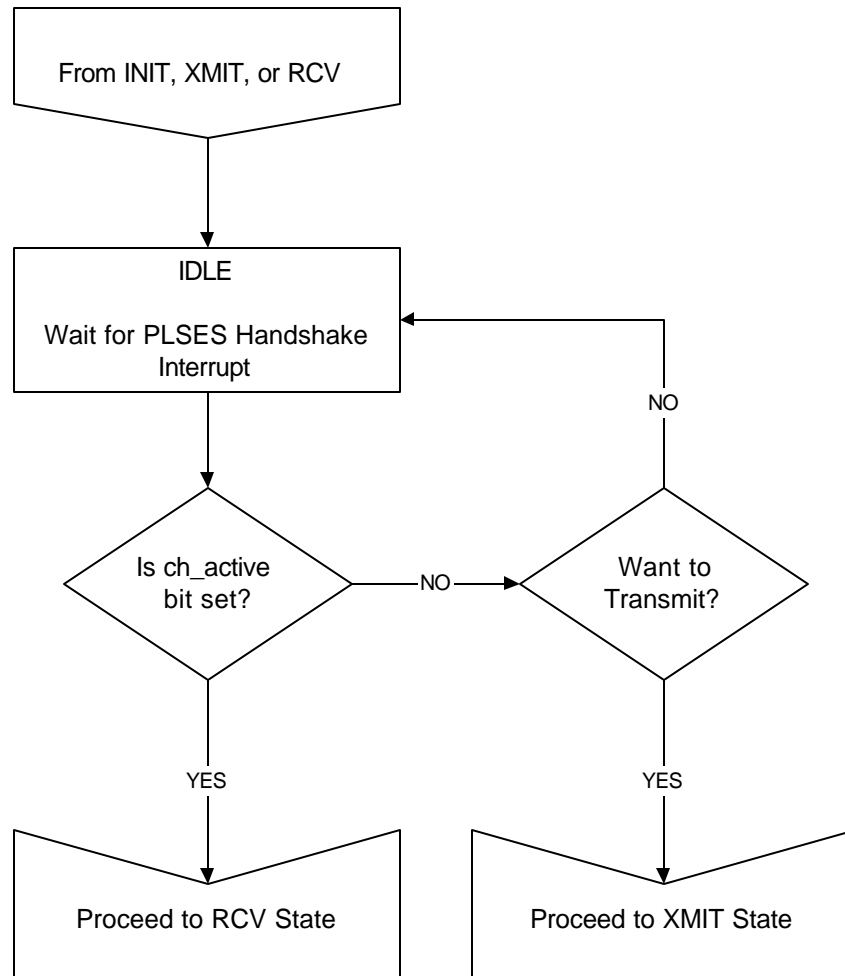 From INIT, XMIT, or RCV
IDLE
Wait for PLSES Handshake
Interrupt
NO
Is ch_active
bit set?
NO
Want to
Transmit?
YES
YES
Proceed to RCV State
Proceed to XMIT State